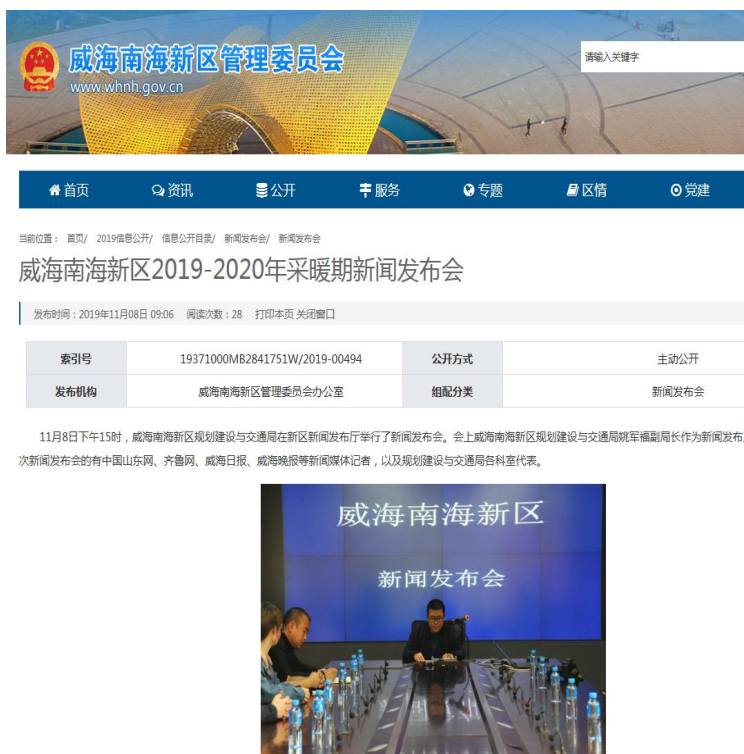 威海南海新区管理委员会
www.whnh.gov.cn
请输入关键字
首页 资讯 公开 服务 专题 区情 党建
当前位置： 首页/ 2019信息公开/ 信息公开目录/ 新闻发布会/ 新闻发布会
威海南海新区2019-2020年采暖期新闻发布会
发布时间：2019年11月08日 09:06 阅读次数：28 打印本页 关闭窗口
索引号 19371000MB2841751W/2019-00494 公开方式 主动公开
发布机构 威海南海新区管理委员会办公室 组配分类 新闻发布会
11月8日下午15时，威海南海新区规划建设与交通局在新区新闻发布厅举行了新闻发布会。会上威海南海新区规划建设与交通局姚军福副局长作为新闻发布
次新闻发布会的有中国山东网、齐鲁网、威海日报、威海晚报等新闻媒体记者，以及规划建设与交通局各科室代表。
威海南海新区
新闻发布会